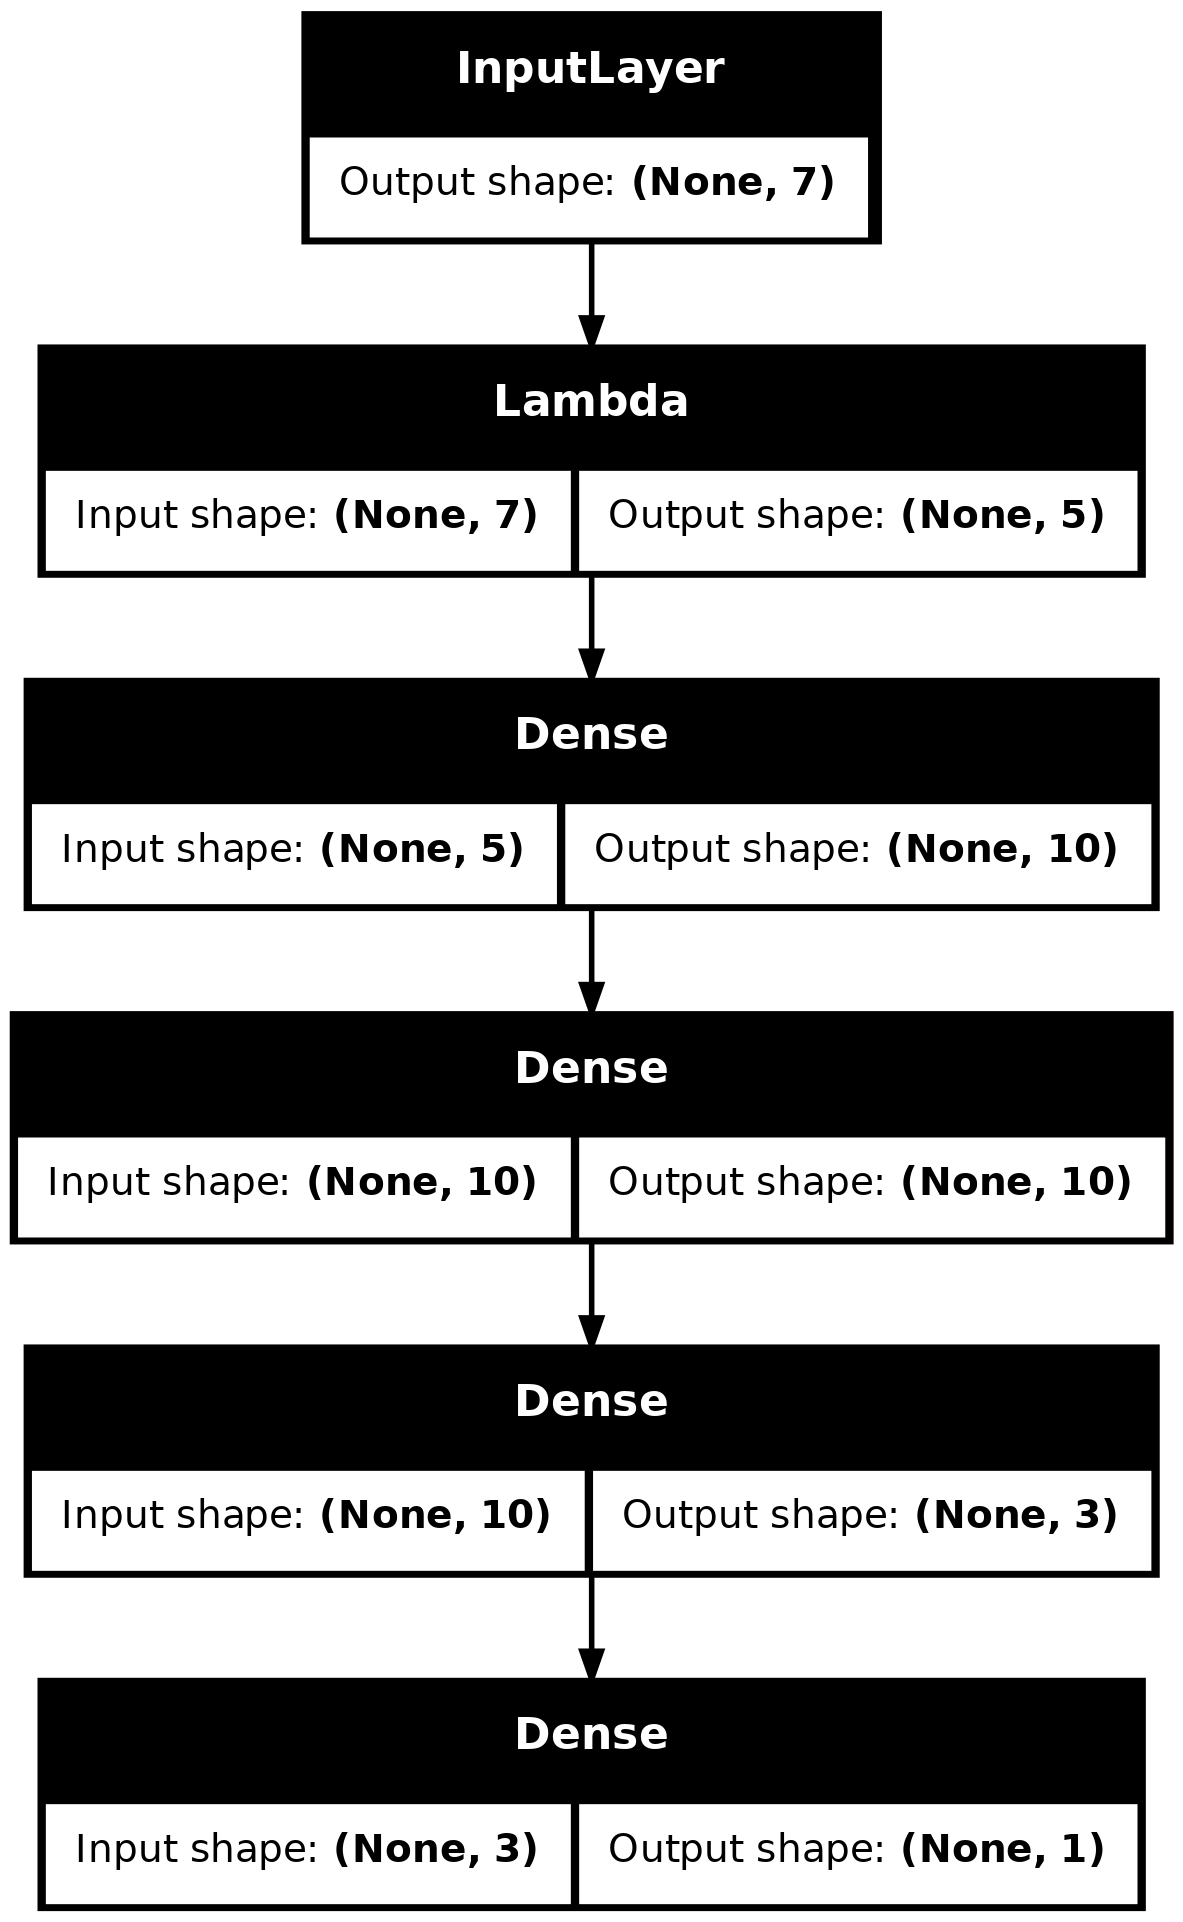 InputLayer
Output shape: (None, 7)
Lambda
Input shape: (None, 7) Output shape: (None, 5)
Dense
Input shape: (None, 5) Output shape: (None, 10)
Dense
Input shape: (None, 10) Output shape: (None, 10)
Dense
Input shape: (None, 10) Output shape: (None, 3)
Dense
Input shape: (None, 3) Output shape: (None, 1)